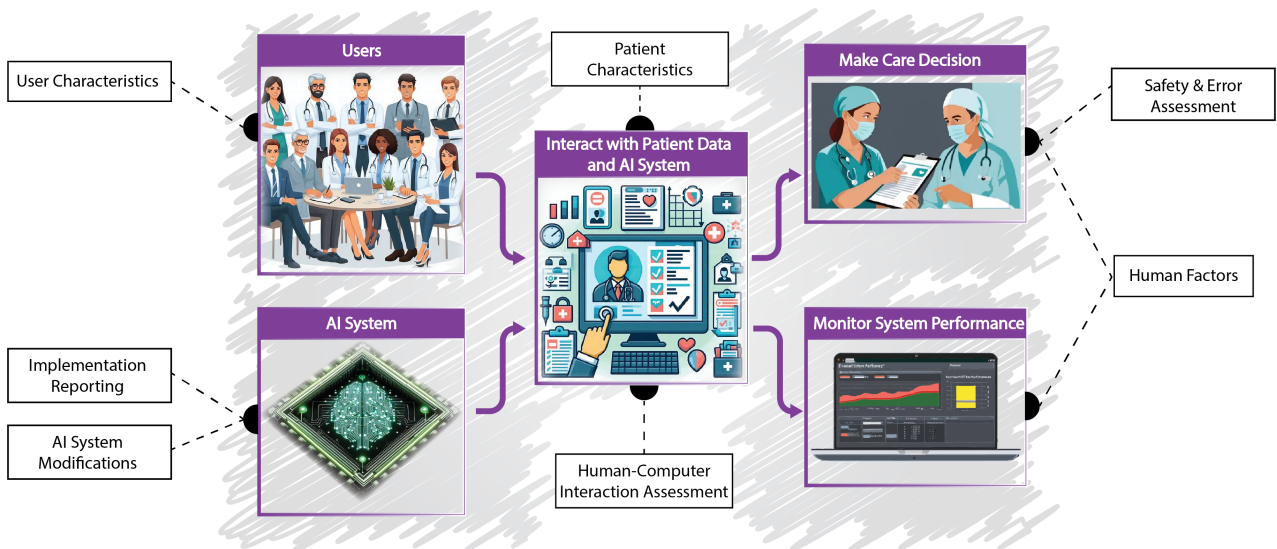 Users
Patient
Characteristics
Make Care Decision
User Characteristics
Safety & Error
Assessment
Interact with Patient Data
and AI System
Human Factors
AI System
Monitor System Performance
Implementation
Reporting
AI System
Modifications
Human-Computer
Interaction Assessment